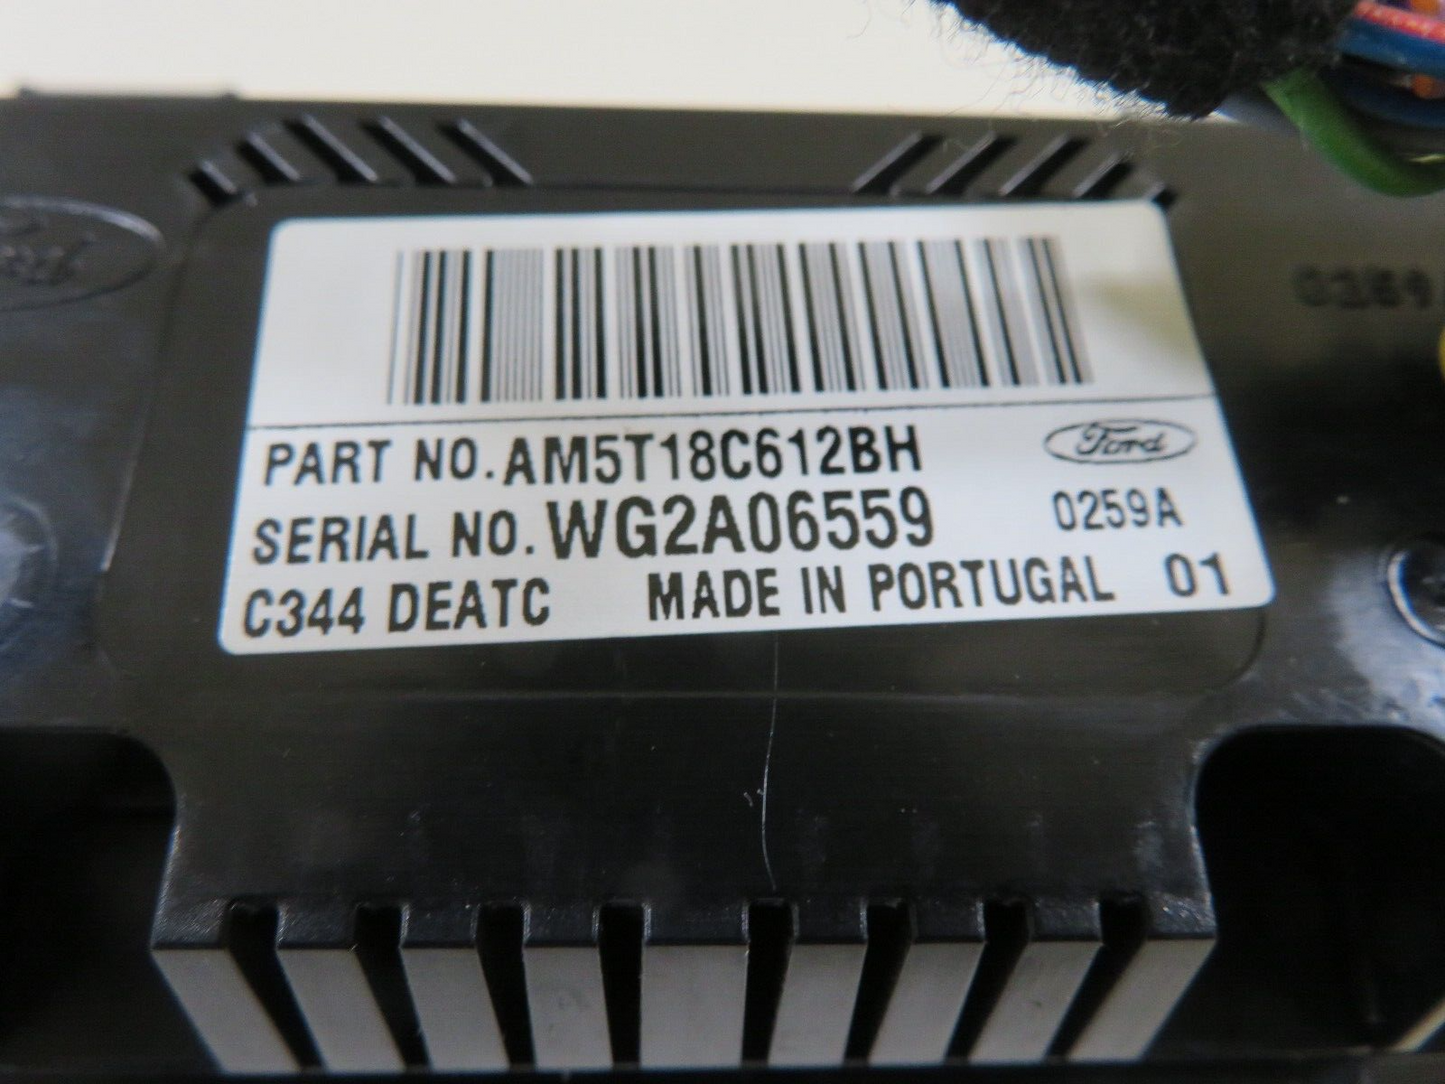 PART NO. AM5T18C612BH
Ford
SERIAL NO. WG2A06559
0259A
C344 DEATC MADE IN PORTUGAL 01